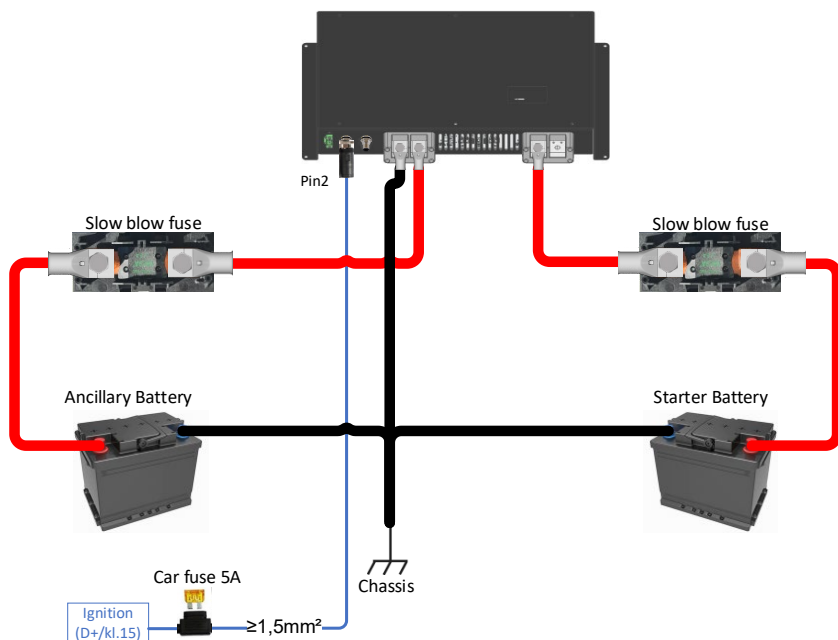 Pin2
Slow blow fuse
Slow blow fuse
Ancillary Battery
Starter Battery
Chassis
Car fuse 5A
Ignition
(D+/kl.15)
≥1,5mm²